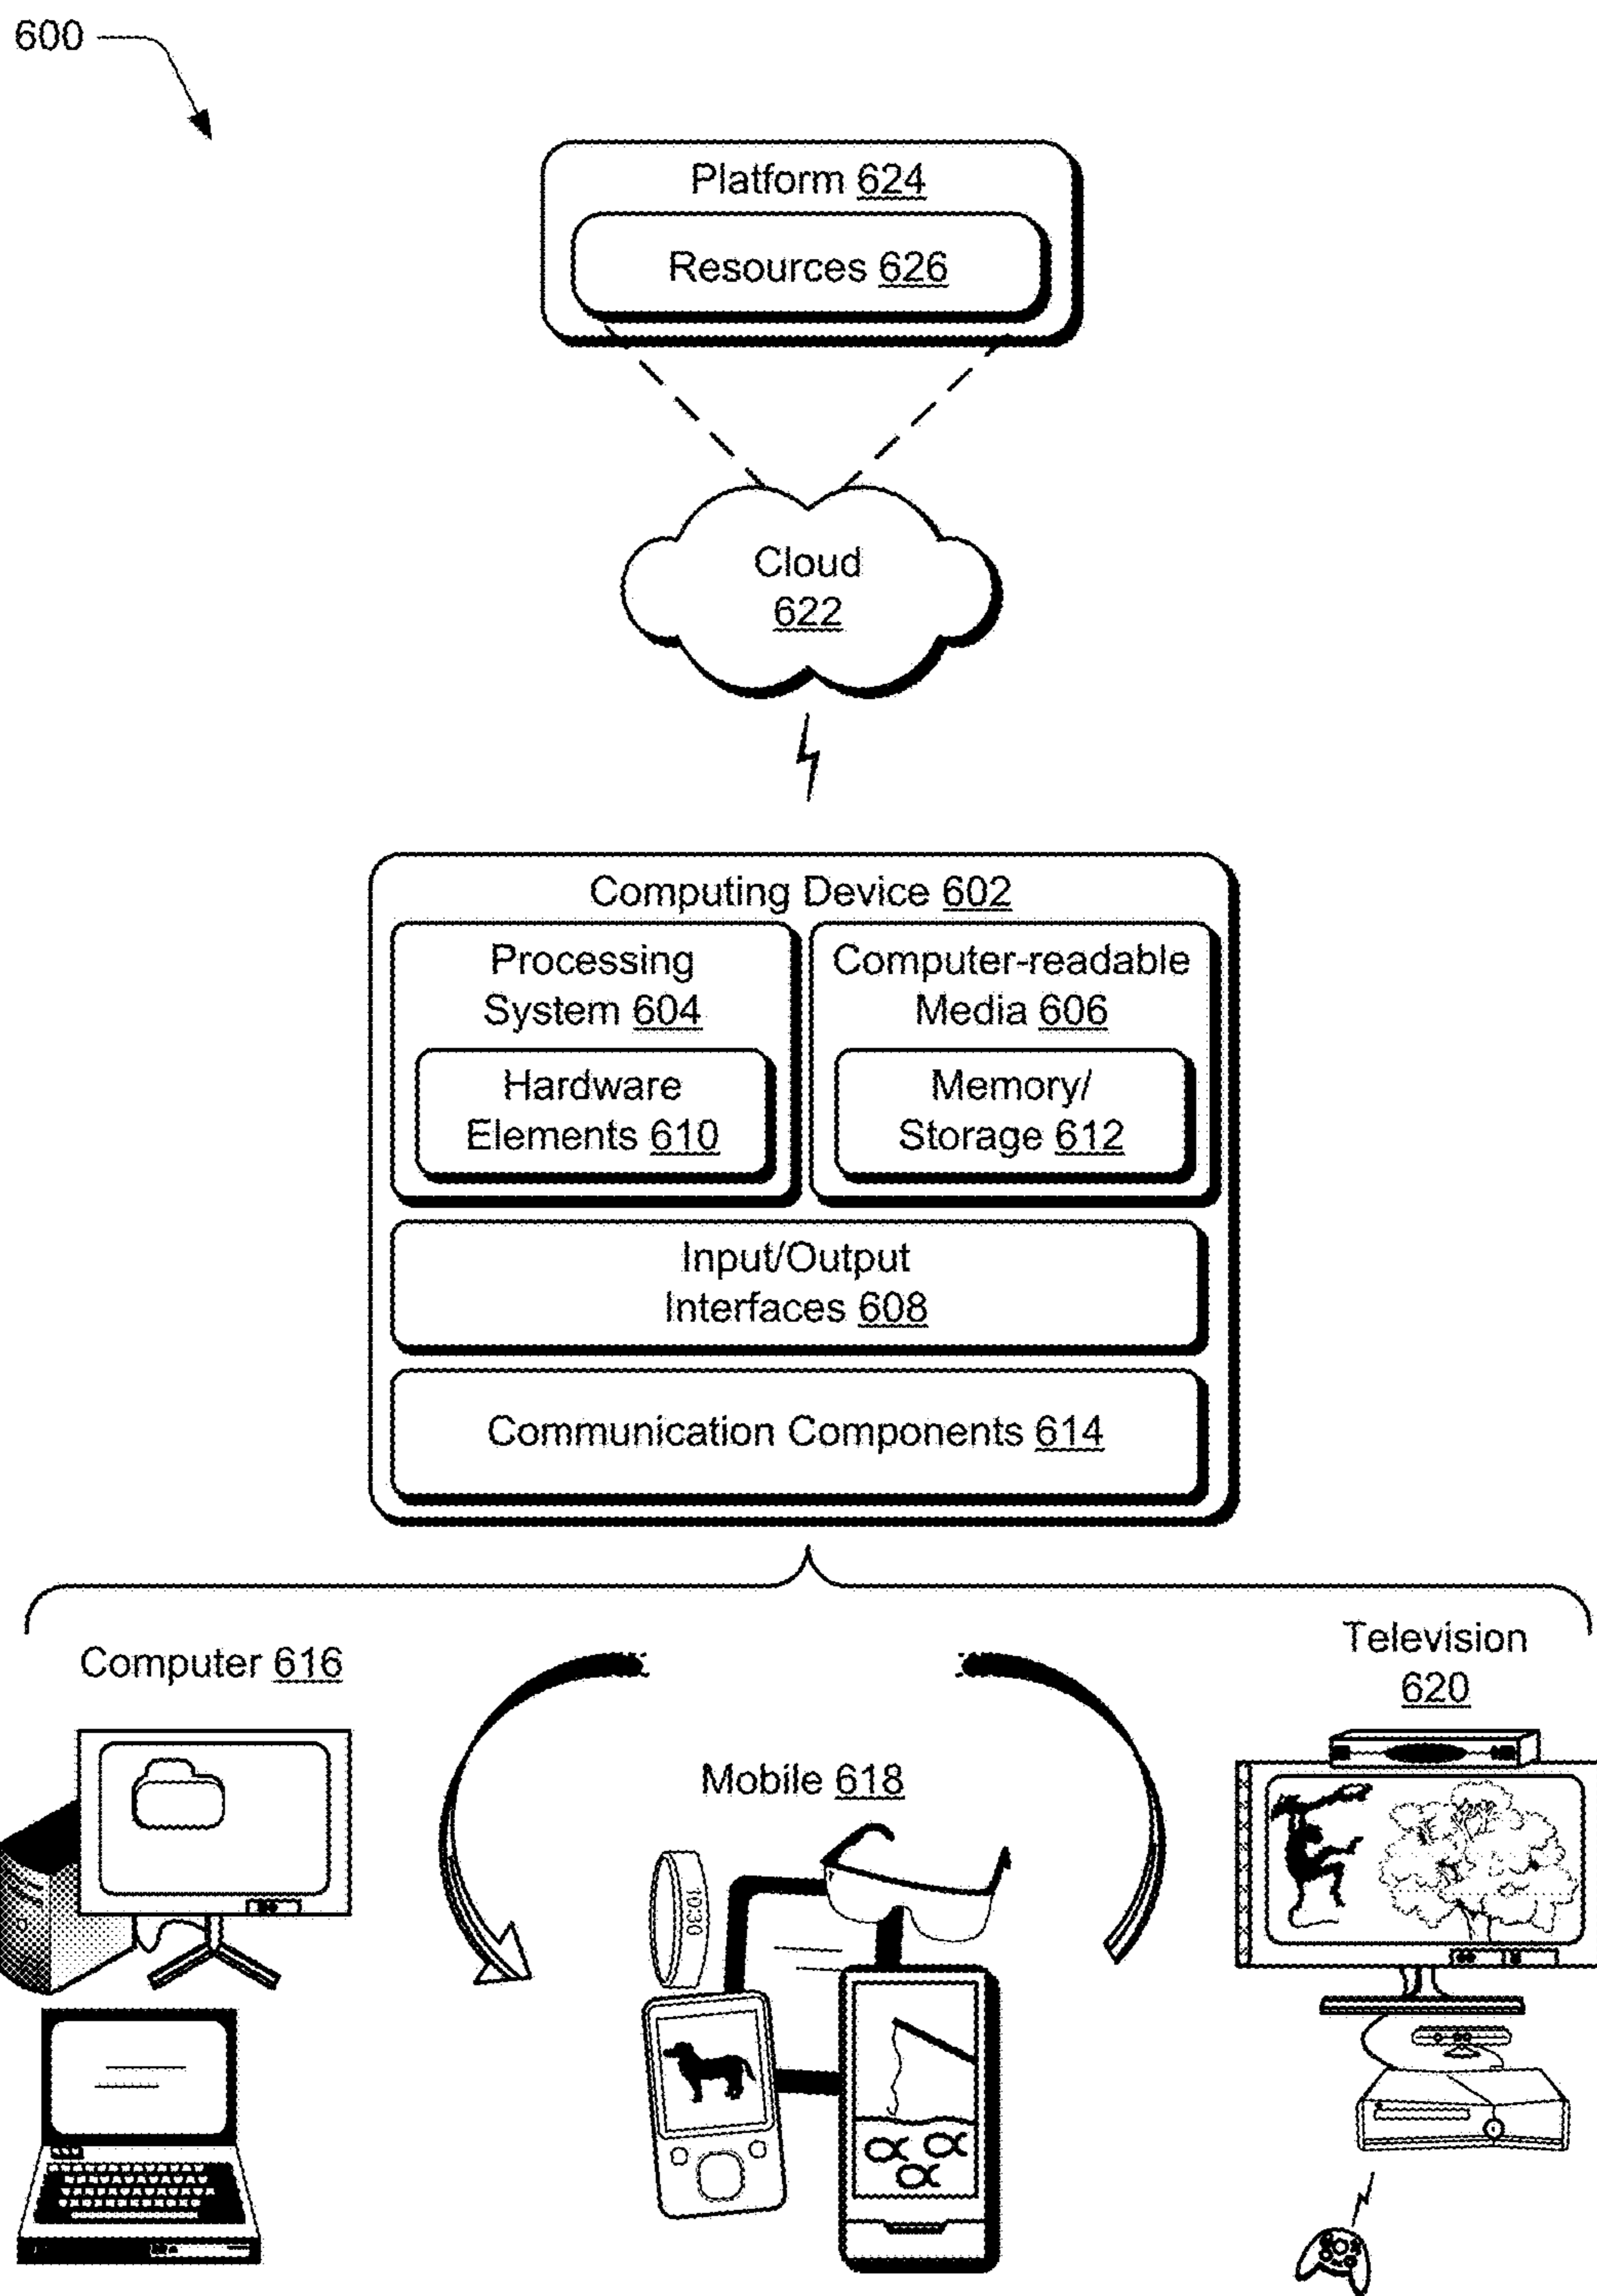 600
Platform 624
Resources 626
Cloud
622
Computing Device 602
Processing
System 604
Hardware
Elements 610
Computer-readable
Media 606
Memory/
Storage 612
Input/Output
Interfaces 608
Communication Components 614
Computer 616
Mobile 618
Television
620
10:30